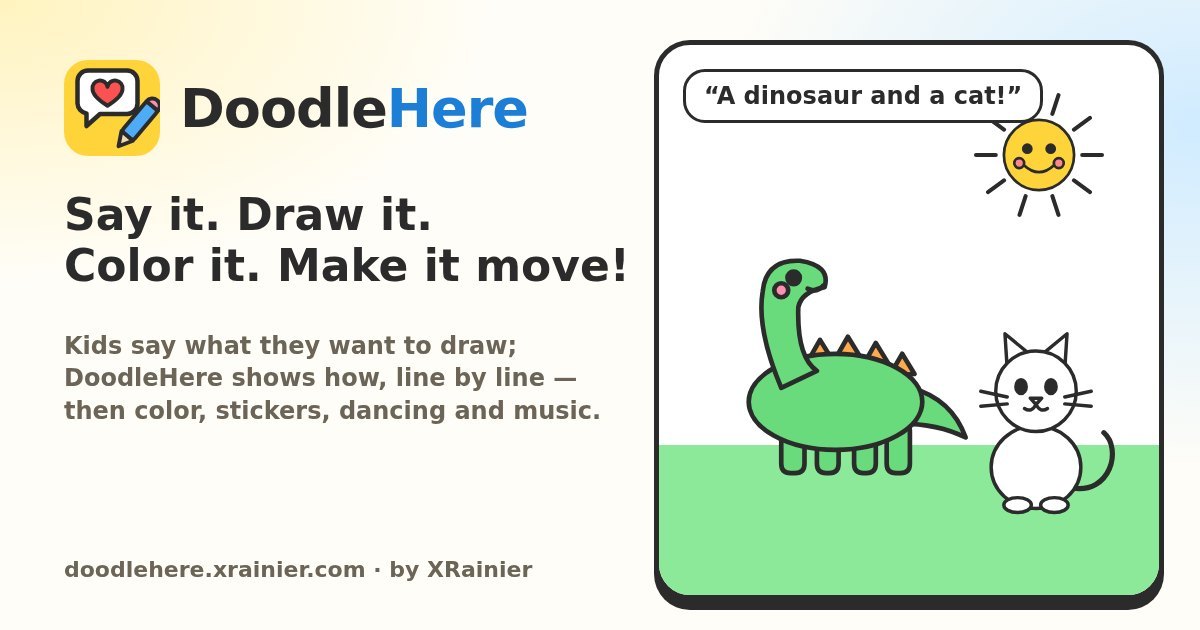 DoodleHere
Say it. Draw it.
Color it. Make it move!
Kids say what they want to draw;
DoodleHere shows how, line by line —
then color, stickers, dancing and music.
doodlehere.xrainier.com · by XRainier
“A dinosaur and a cat!”